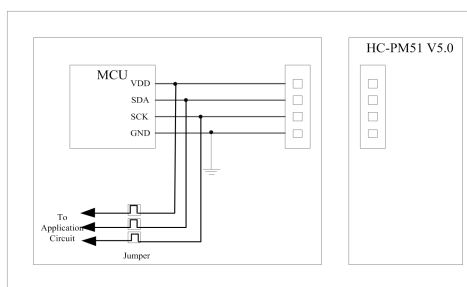 HC-PM51 V5.0
MCU
VDD
SDA
SCK
GND
To
Application
Circuit
Jumper